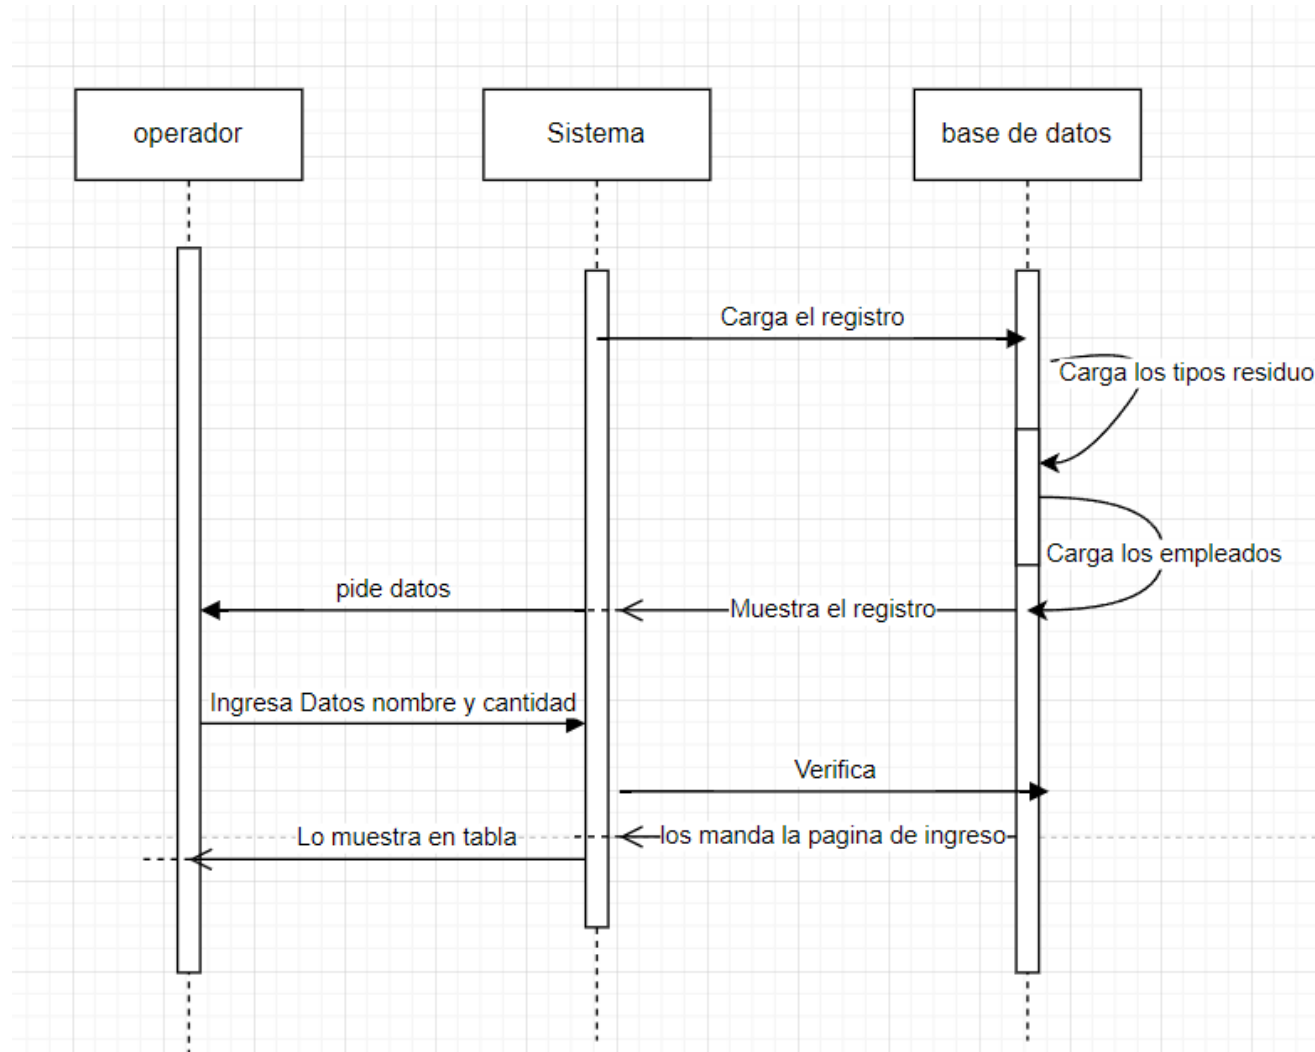 operador
Sistema
base de datos
Carga el registro
Carga los tipos residuo
Carga los empleados
pide datos
Muestra el registro
Ingresa Datos nombre y cantidad
Verifica
los manda la pagina de ingreso
Lo muestra en tabla